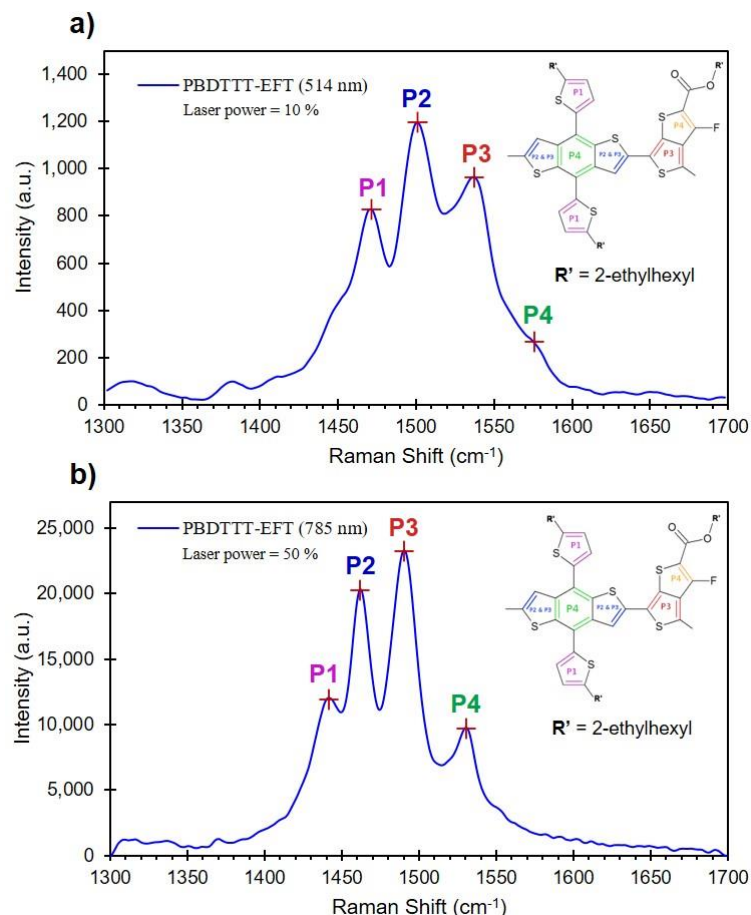 a)
1,400
1,200
1,000
800
600
400
200
0
Intensity (a.u.)
PBDTTT-EFT (514 nm)
Laser power = 10 %
P1
P2
P3
P4
R'
S
P1
S
P2 & P3
P4
P2 & P3
S
P1
S
R'
O
O
R'
S
P4
F
P3
S
R' = 2-ethylhexyl
1300 1350 1400 1450 1500 1550 1600 1650 1700
Raman Shift (cm-1)
b)
25,000
20,000
15,000
10,000
5,000
0
Intensity (a.u.)
PBDTTT-EFT (785 nm)
Laser power = 50 %
P1
P2
P3
P4
R'
S
P1
S
P2 & P3
P4
P2 & P3
S
P1
S
R'
O
O
R'
S
P4
F
P3
S
R' = 2-ethylhexyl
1300 1350 1400 1450 1500 1550 1600 1650 1700
Raman Shift (cm-1)